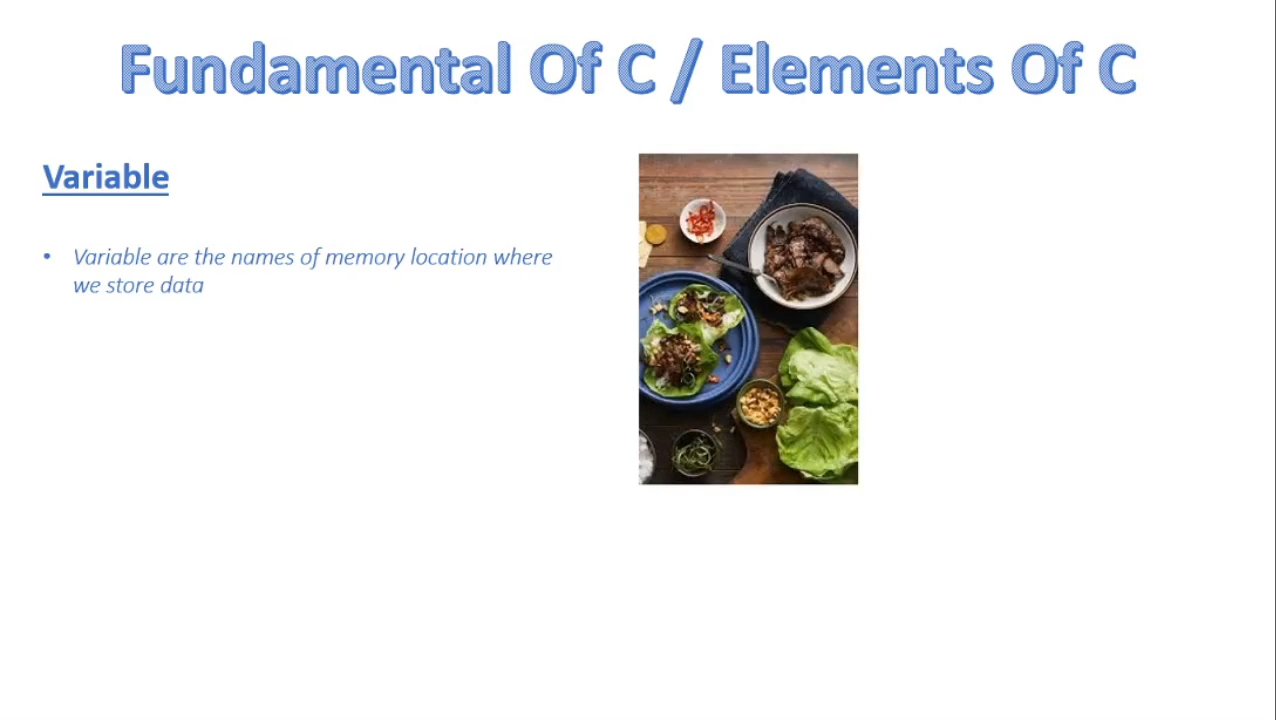 Fundamental Of C / Elements Of C
Variable
• Variable are the names of memory location where
we store data